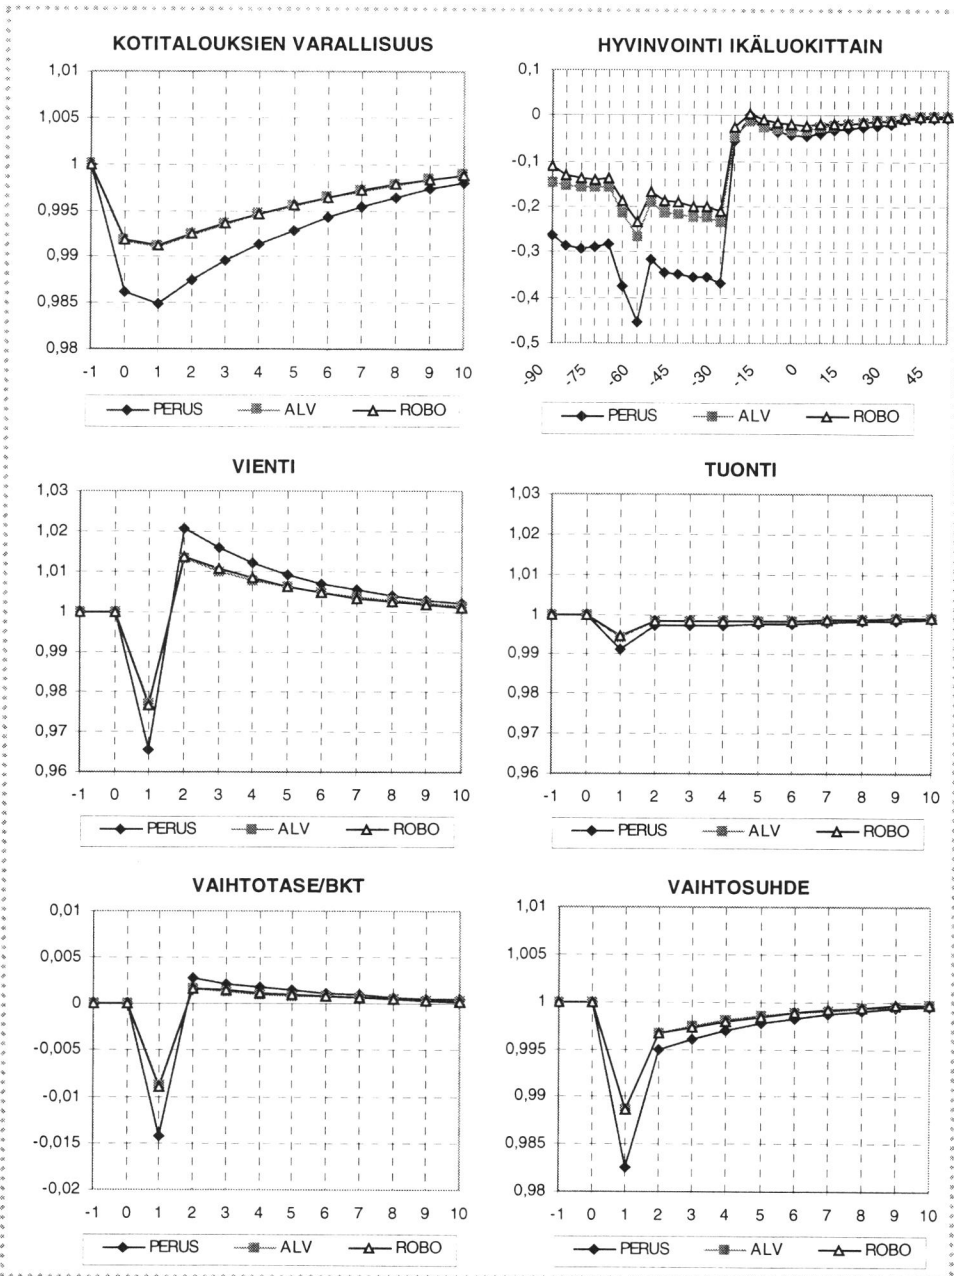 KOTITALOUKSIEN VARALLISUUS
1,01
1,005
1
0,995
0,99
0,985
0,98
-1 0 1 2 3 4 5 6 7 8 9 10
PERUS ALV ROBO
HYVINVOINTI IKÄLUOKITTAIN
0,1
0
-0,1
-0,2
-0,3
-0,4
-0,5
-90 -75 -60 -45 -30 -15 0 15 30 45
PERUS ALV ROBO
VIENTI
1,03
1,02
1,01
1
0,99
0,98
0,97
0,96
-1 0 1 2 3 4 5 6 7 8 9 10
PERUS ALV ROBO
TUONTI
1,03
1,02
1,01
1
0,99
0,98
0,97
0,96
-1 0 1 2 3 4 5 6 7 8 9 10
PERUS ALV ROBO
VAIHTOTASE/BKT
0,01
0,005
0
-0,005
-0,01
-0,015
-0,02
-1 0 1 2 3 4 5 6 7 8 9 10
PERUS ALV ROBO
VAIHTOSUHDE
1,01
1,005
1
0,995
0,99
0,985
0,98
-1 0 1 2 3 4 5 6 7 8 9 10
PERUS ALV ROBO